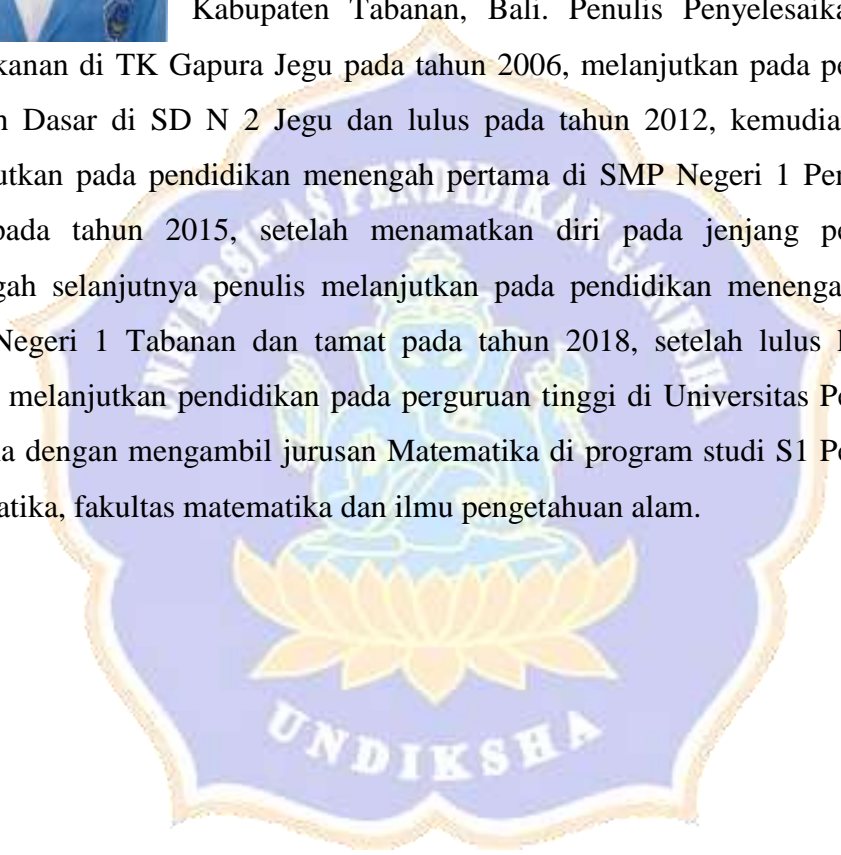 Kabupaten Tabanan, Bali. Penulis Penyelesaika
kanan di TK Gapura Jegu pada tahun 2006, melanjutkan pada pe
n Dasar di SD N 2 Jegu dan lulus pada tahun 2012, kemudia
utkan pada pendidikan menengah pertama di SMP Negeri 1 Pe
pada tahun 2015, setelah menamatkan diri pada jenjang pe
gah selanjutnya penulis melanjutkan pada pendidikan menenga
Negeri 1 Tabanan dan tamat pada tahun 2018, setelah lulus
melanjutkan pendidikan pada perguruan tinggi di Universitas Pe
a dengan mengambil jurusan Matematika di program studi S1 Pe
atika, fakultas matematika dan ilmu pengetahuan alam.
UNIVERSITAS PENDIDIKAN GANESHA
UNDIKSHA